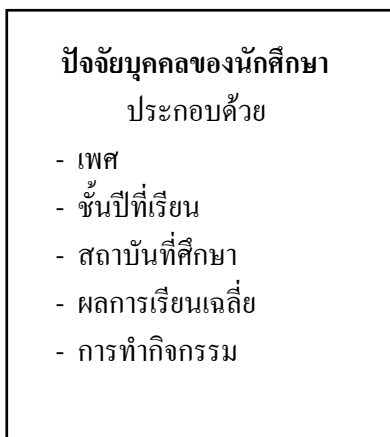 ปัจจัยบุคคลของนักศึกษา
ประกอบด้วย
- เพศ
- ชั้นปีที่เรียน
- สถาบันที่ศึกษา
- ผลการเรียนเฉลี่ย
- การทำกิจกรรม